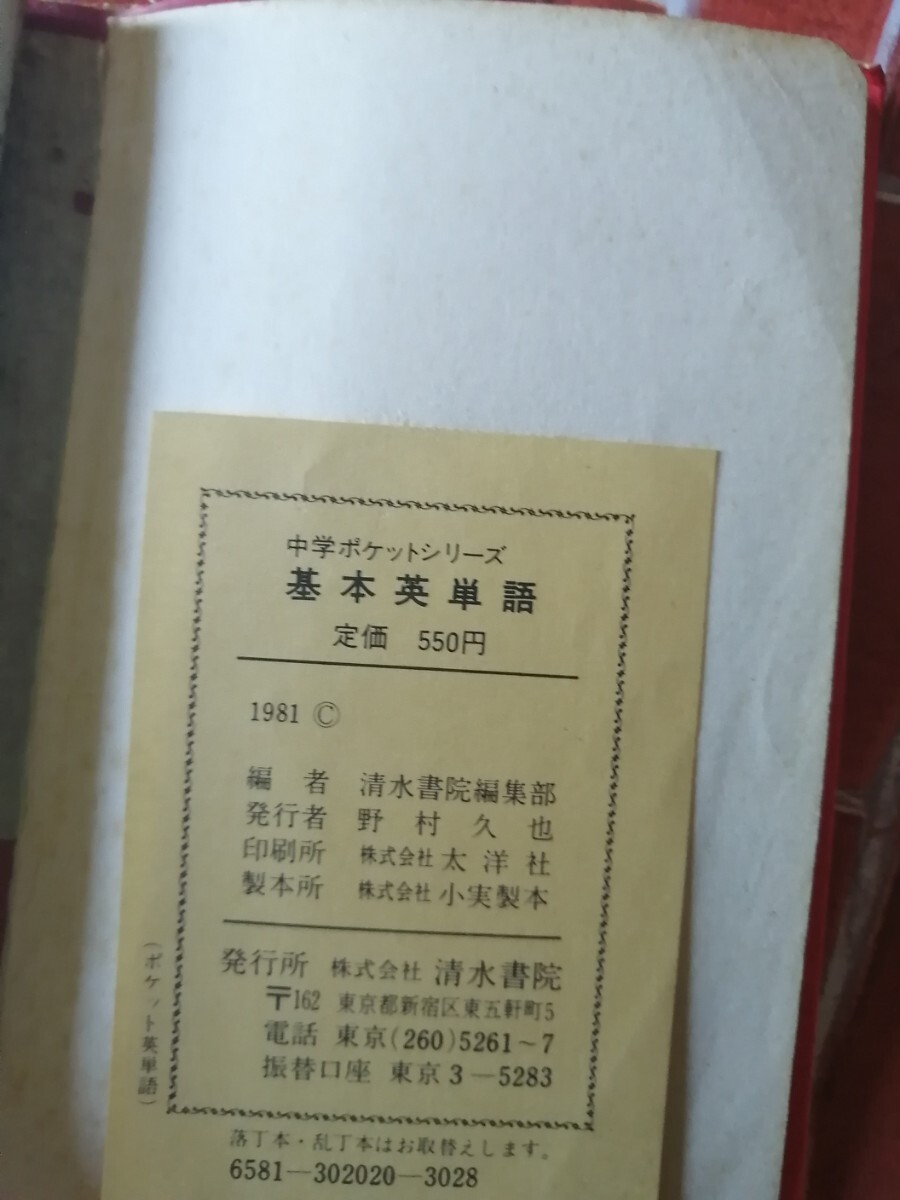 中学ポケットシリーズ
基本英単語
定価 550円
1981 ©
編者 清水書院編集部
発行者 野村久也
印刷所 株式会社 太洋社
製本所 株式会社 小実製本
発行所 株式会社 清水書院
〒162 東京都新宿区東五軒町5
電話 東京(260)5261~7
振替口座 東京3―5283
(ポケット英単語)
落丁本・乱丁本はお取替えします。
6581―302020―3028